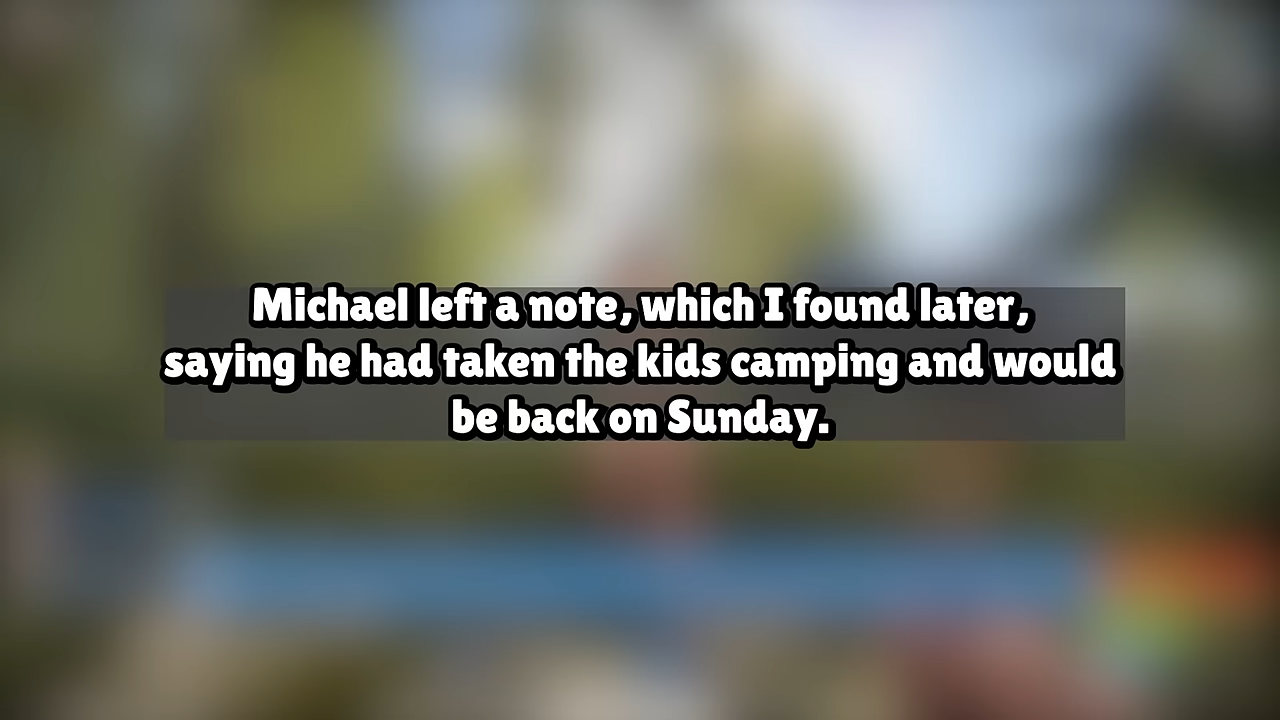 Michael left a note, which I found later,
saying he had taken the kids camping and would
be back on Sunday.